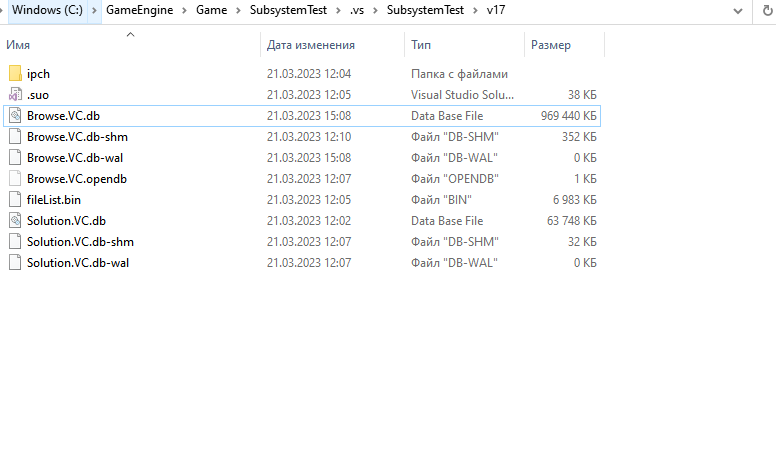 Windows (C:) > GameEngine > Game > SubsystemTest > .vs > SubsystemTest > v17
Имя Дата изменения Тип Размер
ipch 21.03.2023 12:04 Папка с файлами
.suo 21.03.2023 12:05 Visual Studio Solu... 38 КБ
Browse.VC.db 21.03.2023 15:08 Data Base File 969 440 КБ
Browse.VC.db-shm 21.03.2023 12:10 Файл "DB-SHM" 352 КБ
Browse.VC.db-wal 21.03.2023 15:08 Файл "DB-WAL" 0 КБ
Browse.VC.opendb 21.03.2023 12:07 Файл "OPENDB" 1 КБ
fileList.bin 21.03.2023 12:05 Файл "BIN" 6 983 КБ
Solution.VC.db 21.03.2023 12:02 Data Base File 63 748 КБ
Solution.VC.db-shm 21.03.2023 12:07 Файл "DB-SHM" 32 КБ
Solution.VC.db-wal 21.03.2023 12:07 Файл "DB-WAL" 0 КБ